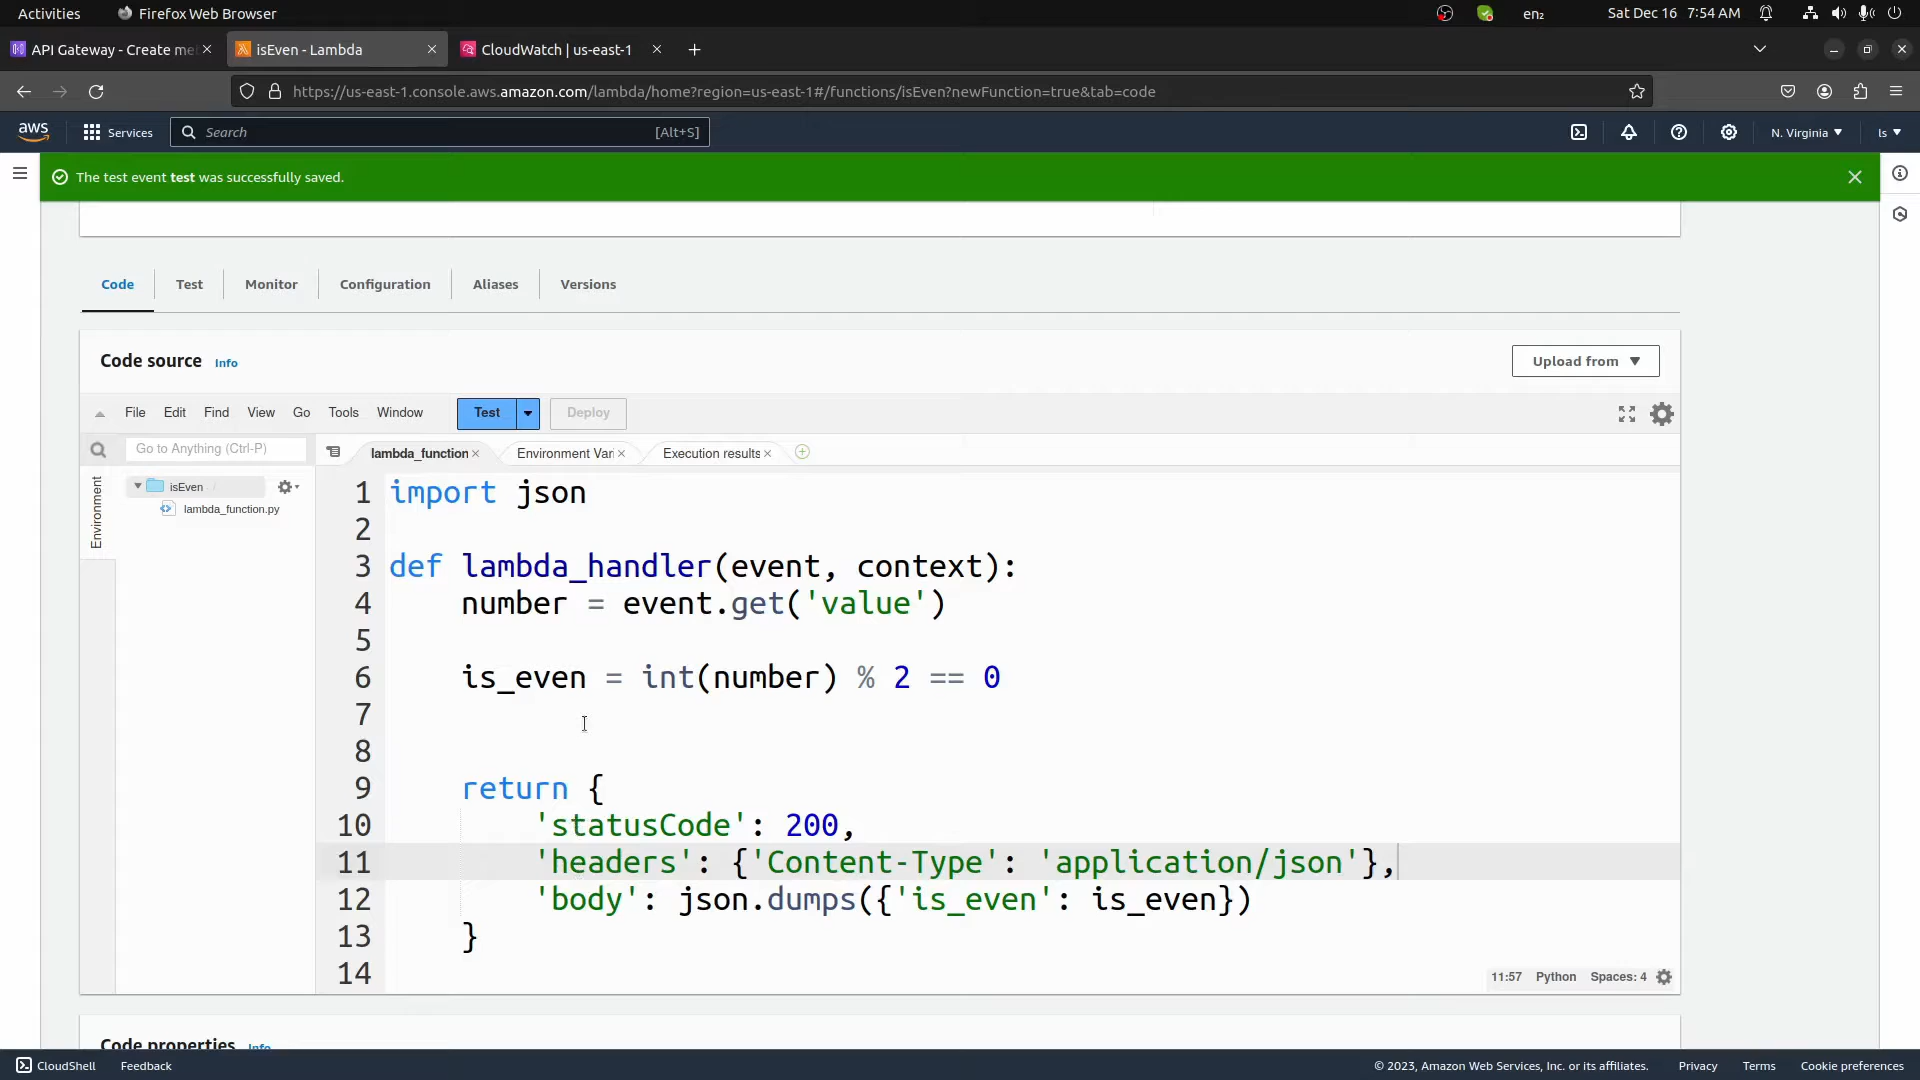 Activities Firefox Web Browser en₂ Sat Dec 16 7:54 AM
API Gateway - Create me isEven - Lambda CloudWatch | us-east-1
https://us-east-1.console.aws.amazon.com/lambda/home?region=us-east-1#/functions/isEven?newFunction=true&tab=code
aws Services Search [Alt+S] N. Virginia ls
The test event test was successfully saved.
Code Test Monitor Configuration Aliases Versions
Code source Info Upload from
File Edit Find View Go Tools Window Test Deploy
Go to Anything (Ctrl-P) lambda_function Environment Vari Execution results
Environment
isEven
lambda_function.py
1 import json
2
3 def lambda_handler(event, context):
4 number = event.get('value')
5
6 is_even = int(number) % 2 == 0
7
8
9 return {
10 'statusCode': 200,
11 'headers': {'Content-Type': 'application/json'},
12 'body': json.dumps({'is_even': is_even})
13 }
14
11:57 Python Spaces: 4
Code properties Info
CloudShell Feedback © 2023, Amazon Web Services, Inc. or its affiliates. Privacy Terms Cookie preferences